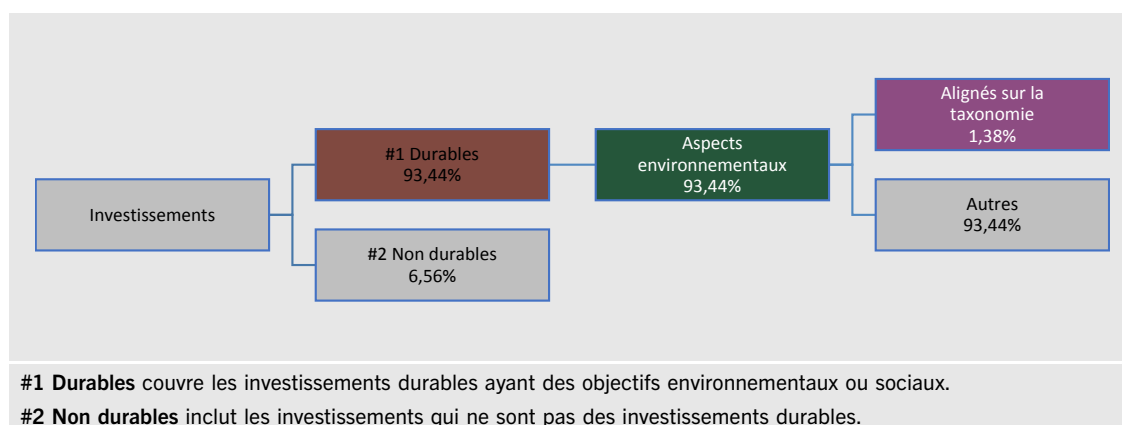 Investissements
#1 Durables
93,44%
#2 Non durables
6,56%
Aspects
environnementaux
93,44%
Alignés sur la
taxonomie
1,38%
Autres
93,44%
#1 Durables couvre les investissements durables ayant des objectifs environnementaux ou sociaux.
#2 Non durables inclut les investissements qui ne sont pas des investissements durables.